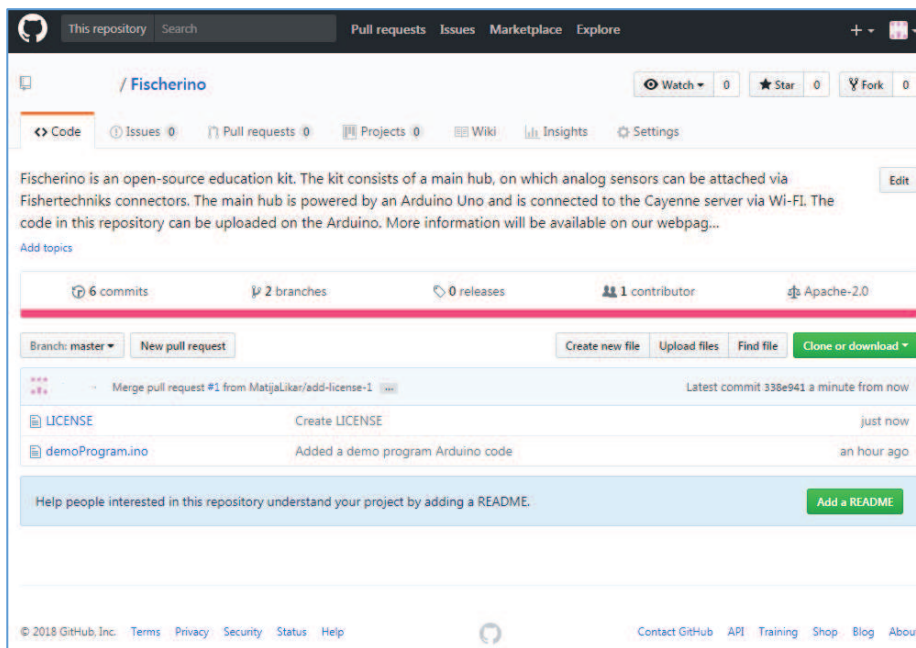 This repository Search Pull requests Issues Marketplace Explore
/ Fischerino Watch 0 Star 0 Fork 0
Code Issues 0 Pull requests 0 Projects 0 Wiki Insights Settings
Fischerino is an open-source education kit. The kit consists of a main hub, on which analog sensors can be attached via Edit
Fishertechniks connectors. The main hub is powered by an Arduino Uno and is connected to the Cayenne server via Wi-FI. The
code in this repository can be uploaded on the Arduino. More information will be available on our webpag...
Add topics
6 commits 2 branches 0 releases 1 contributor Apache-2.0
Branch: master New pull request Create new file Upload files Find file Clone or download
Merge pull request #1 from MatijaLikar/add-license-1 ... Latest commit 338e941 a minute from now
LICENSE Create LICENSE just now
demoProgram.ino Added a demo program Arduino code an hour ago
Help people interested in this repository understand your project by adding a README. Add a README
© 2018 GitHub, Inc. Terms Privacy Security Status Help Contact GitHub API Training Shop Blog Abou